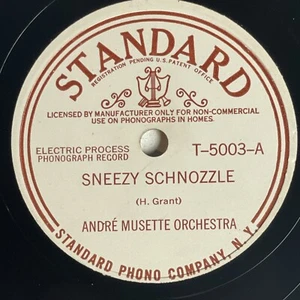 STANDARD
REGISTRATION PENDING U.S. PATENT OFFICE
LICENSED BY MANUFACTURER ONLY FOR NON-COMMERCIAL
USE ON PHONOGRAPHS IN HOMES.
ELECTRIC PROCESS
PHONOGRAPH RECORD
T-5003-A
SNEEZY SCHNOZZLE
(H. Grant)
ANDRÉ MUSETTE ORCHESTRA
STANDARD PHONO COMPANY, N.Y.